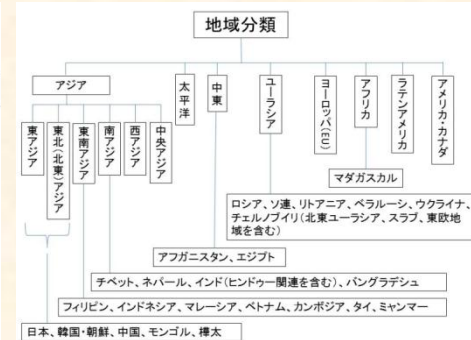 地域分類
アジア
太平洋
中東
ユーラシア
ヨーロッパ(EU)
アフリカ
ラテンアメリカ
アメリカ・カナダ
東アジア
東北(北東)アジア
東南アジア
南アジア
西アジア
中央アジア
マダガスカル
ロシア、ソ連、リトアニア、ベラルーシ、ウクライナ、
チェルノブイリ(北東ユーラシア、スラブ、東欧地
域を含む)
アフガニスタン、エジプト
チベット、ネパール、インド(ヒンドゥー関連を含む)、バングラデシュ
フィリピン、インドネシア、マレーシア、ベトナム、カンボジア、タイ、ミャンマー
日本、韓国・朝鮮、中国、モンゴル、樺太